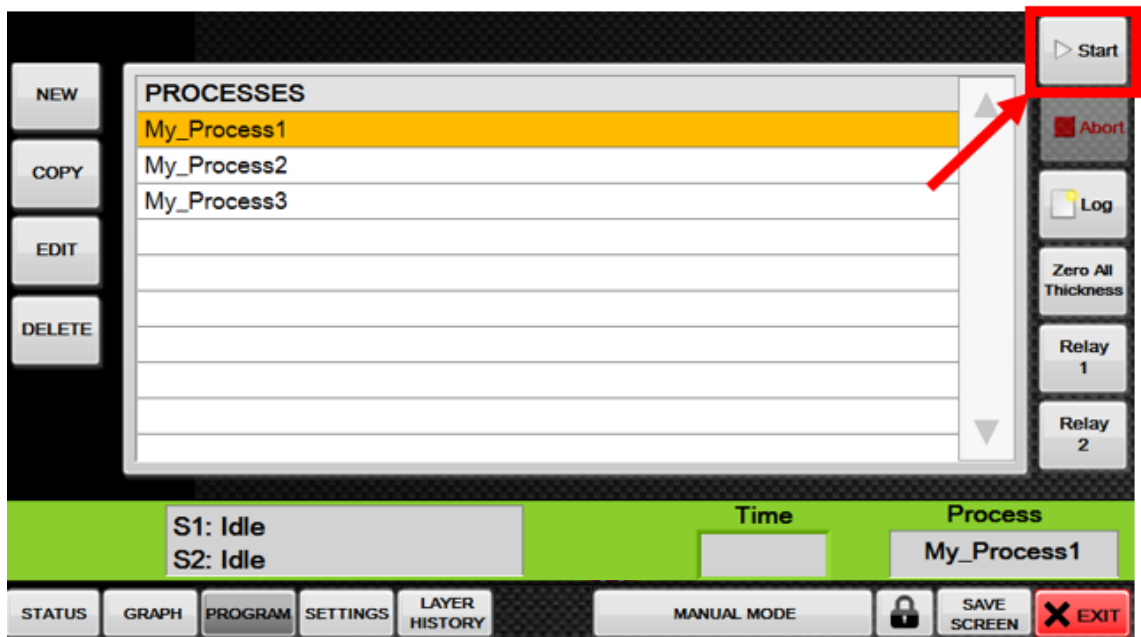 Start
NEW
PROCESSES
My_Process1
Abort
COPY
My_Process2
My_Process3
Log
EDIT
Zero All
Thickness
DELETE
Relay
1
Relay
2
Time
Process
S1: Idle
S2: Idle
My_Process1
STATUS
GRAPH
PROGRAM
SETTINGS
LAYER
HISTORY
MANUAL MODE
SAVE
SCREEN
EXIT